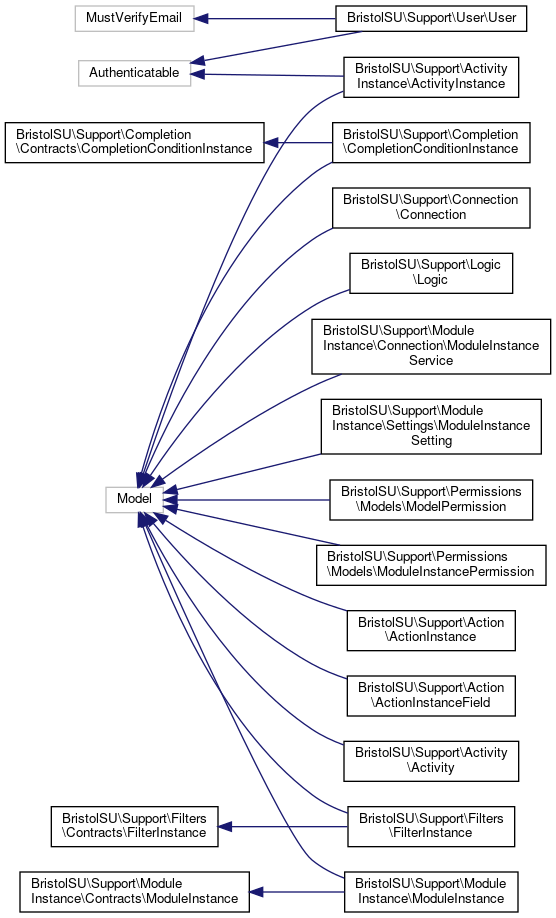 MustVerifyEmail
BristolSU\Support\User\User
Authenticatable
BristolSU\Support\Activity
Instance\ActivityInstance
BristolSU\Support\Completion
\Contracts\CompletionConditionInstance
BristolSU\Support\Completion
\CompletionConditionInstance
BristolSU\Support\Connection
\Connection
BristolSU\Support\Logic
\Logic
BristolSU\Support\Module
Instance\Connection\ModuleInstance
Service
BristolSU\Support\Module
Instance\Settings\ModuleInstance
Setting
Model
BristolSU\Support\Permissions
\Models\ModelPermission
BristolSU\Support\Permissions
\Models\ModuleInstancePermission
BristolSU\Support\Action
\ActionInstance
BristolSU\Support\Action
\ActionInstanceField
BristolSU\Support\Activity
\Activity
BristolSU\Support\Filters
\Contracts\FilterInstance
BristolSU\Support\Filters
\FilterInstance
BristolSU\Support\Module
Instance\Contracts\ModuleInstance
BristolSU\Support\Module
Instance\ModuleInstance